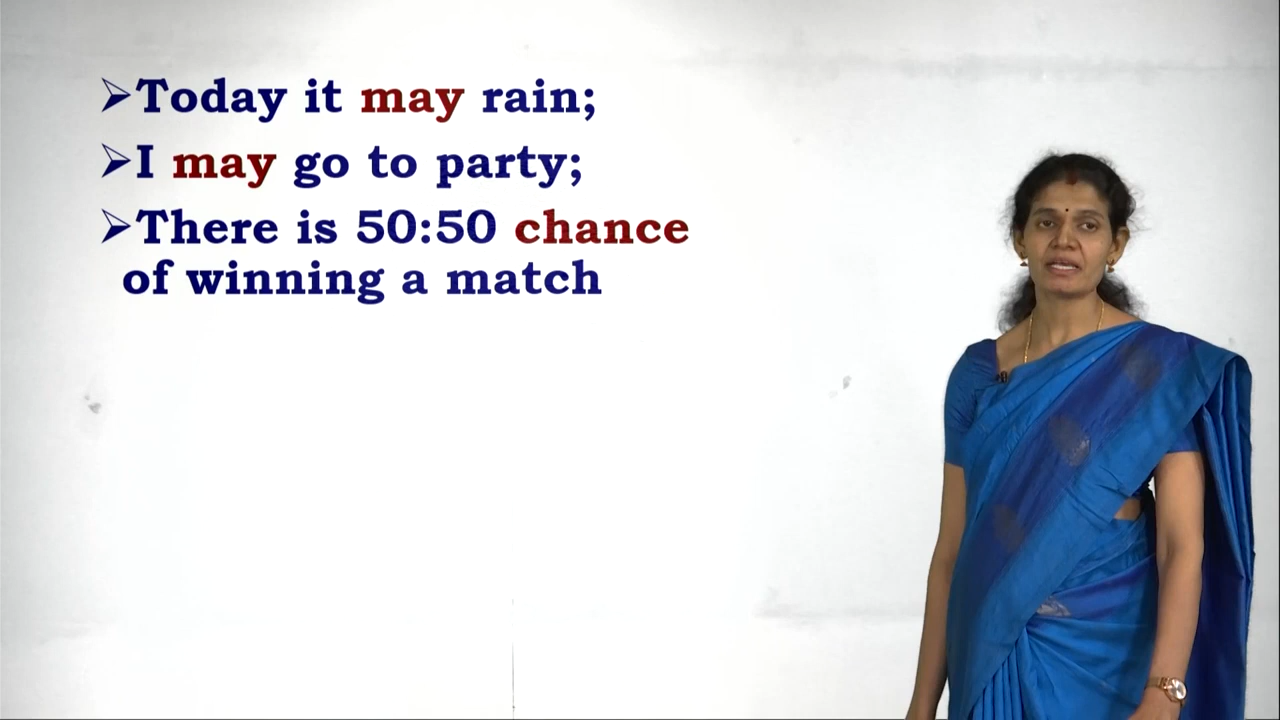 ➢Today it may rain;
➢I may go to party;
➢There is 50:50 chance
of winning a match